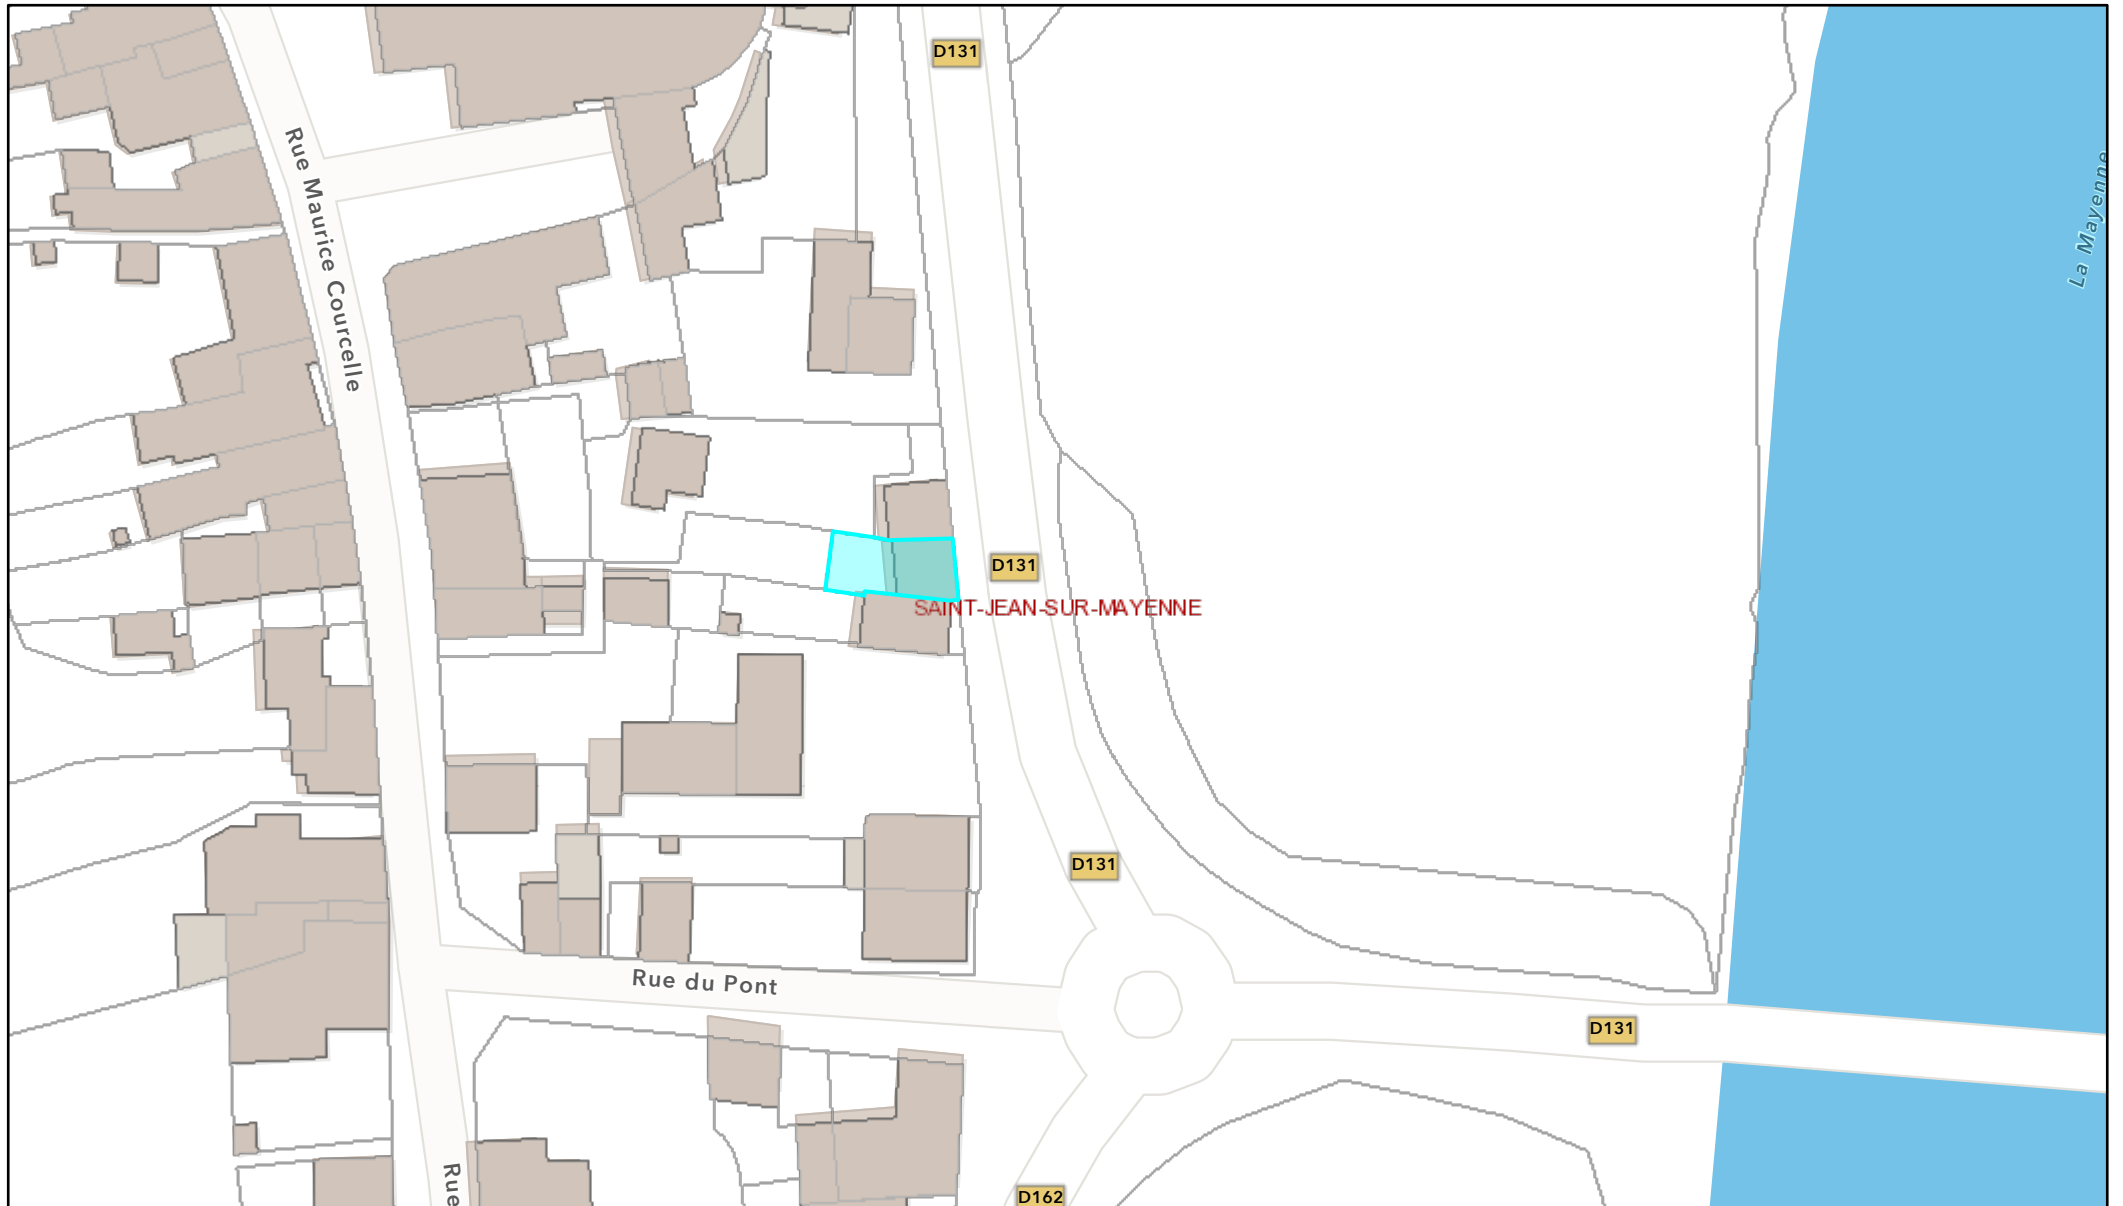 D131
Rue Maurice Courcelle
La Mayenne
D131
SAINT-JEAN-SUR-MAYENNE
D131
Rue du Pont
D131
Rue
D162